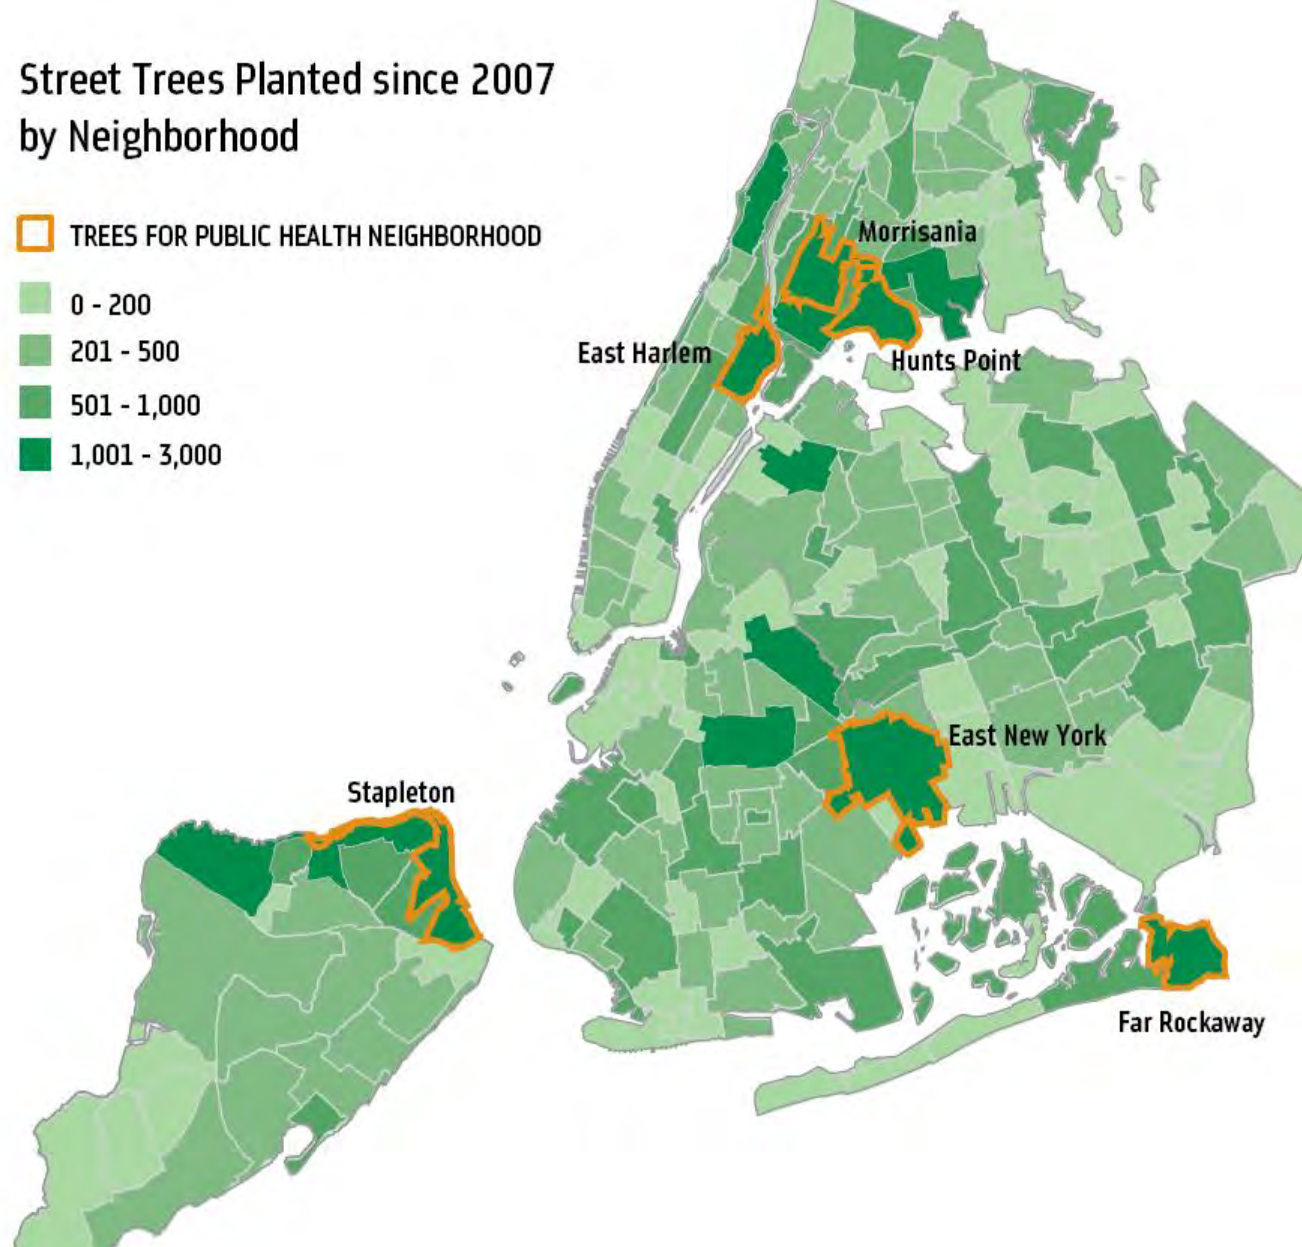 Street Trees Planted since 2007
by Neighborhood
TREES FOR PUBLIC HEALTH NEIGHBORHOOD
0 - 200
201 - 500
501 - 1,000
1,001 - 3,000
Morrisania
East Harlem
Hunts Point
East New York
Stapleton
Far Rockaway